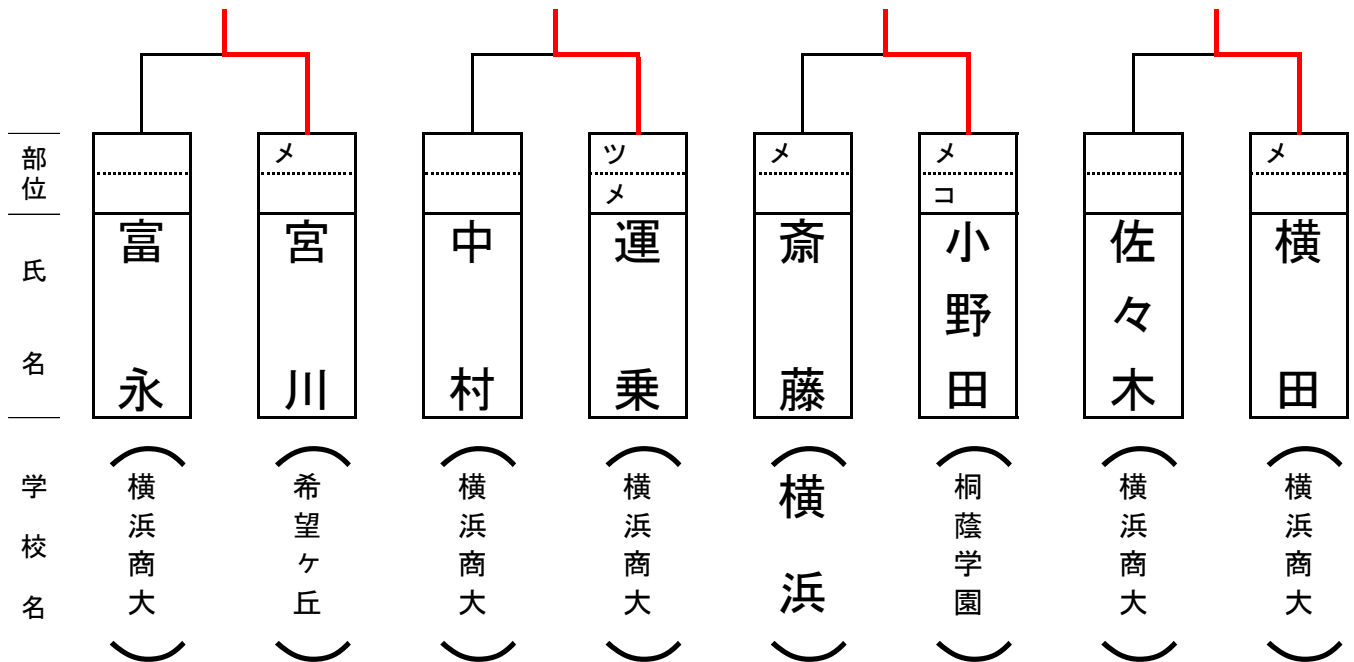 部位
メ
ツ
メ
メ
メ
コ
メ
氏名
富永
宮川
中村
運乗
斎藤
小野田
佐々木
横田
学校名
（横浜商大）
（希望ヶ丘）
（横浜商大）
（横浜商大）
（横浜）
（桐蔭学園）
（横浜商大）
（横浜商大）